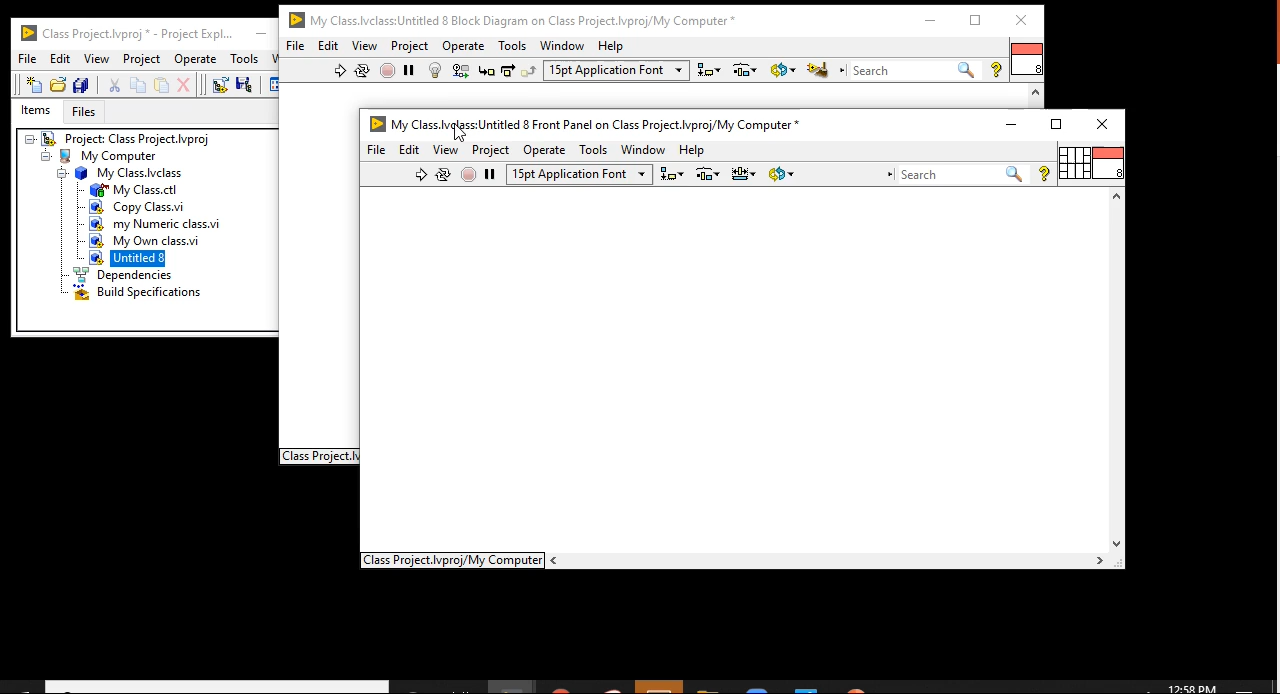 Class Project.lvproj * - Project Expl...
File Edit View Project Operate Tools
Items Files
Project: Class Project.lvproj
My Computer
My Class.lvclass
My Class.ctl
Copy Class.vi
my Numeric class.vi
My Own class.vi
Untitled 8
Dependencies
Build Specifications
My Class.lvclass:Untitled 8 Block Diagram on Class Project.lvproj/My Computer *
File Edit View Project Operate Tools Window Help
15pt Application Font Search ? 8
Class Project.lv
My Class.lvclass:Untitled 8 Front Panel on Class Project.lvproj/My Computer *
File Edit View Project Operate Tools Window Help
15pt Application Font Search ? 8
Class Project.lvproj/My Computer
12:58 PM